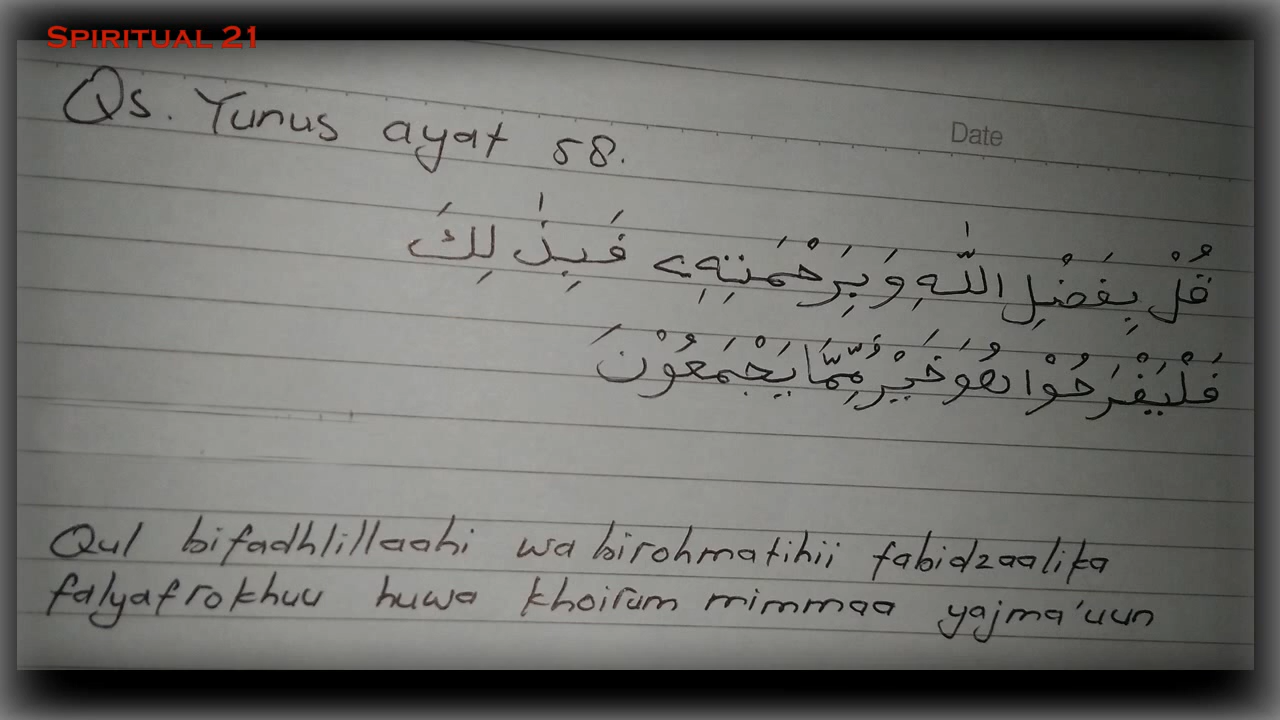 SPIRITUAL 21
Qs. Yunus ayat 58.
Date
قُلْ بِفَضْلِ اللّٰهِ وَبِرَحْمَتِهٖ فَبِذٰلِكَ
فَلْيَفْرَحُوْا هُوَ خَيْرٌ مِّمَّا يَجْمَعُوْنَ
Qul bifadhlillaahi wa birohmatihii fabidzaalika
falyafrokhuu huwa khoirum mimmaa yajma'uun